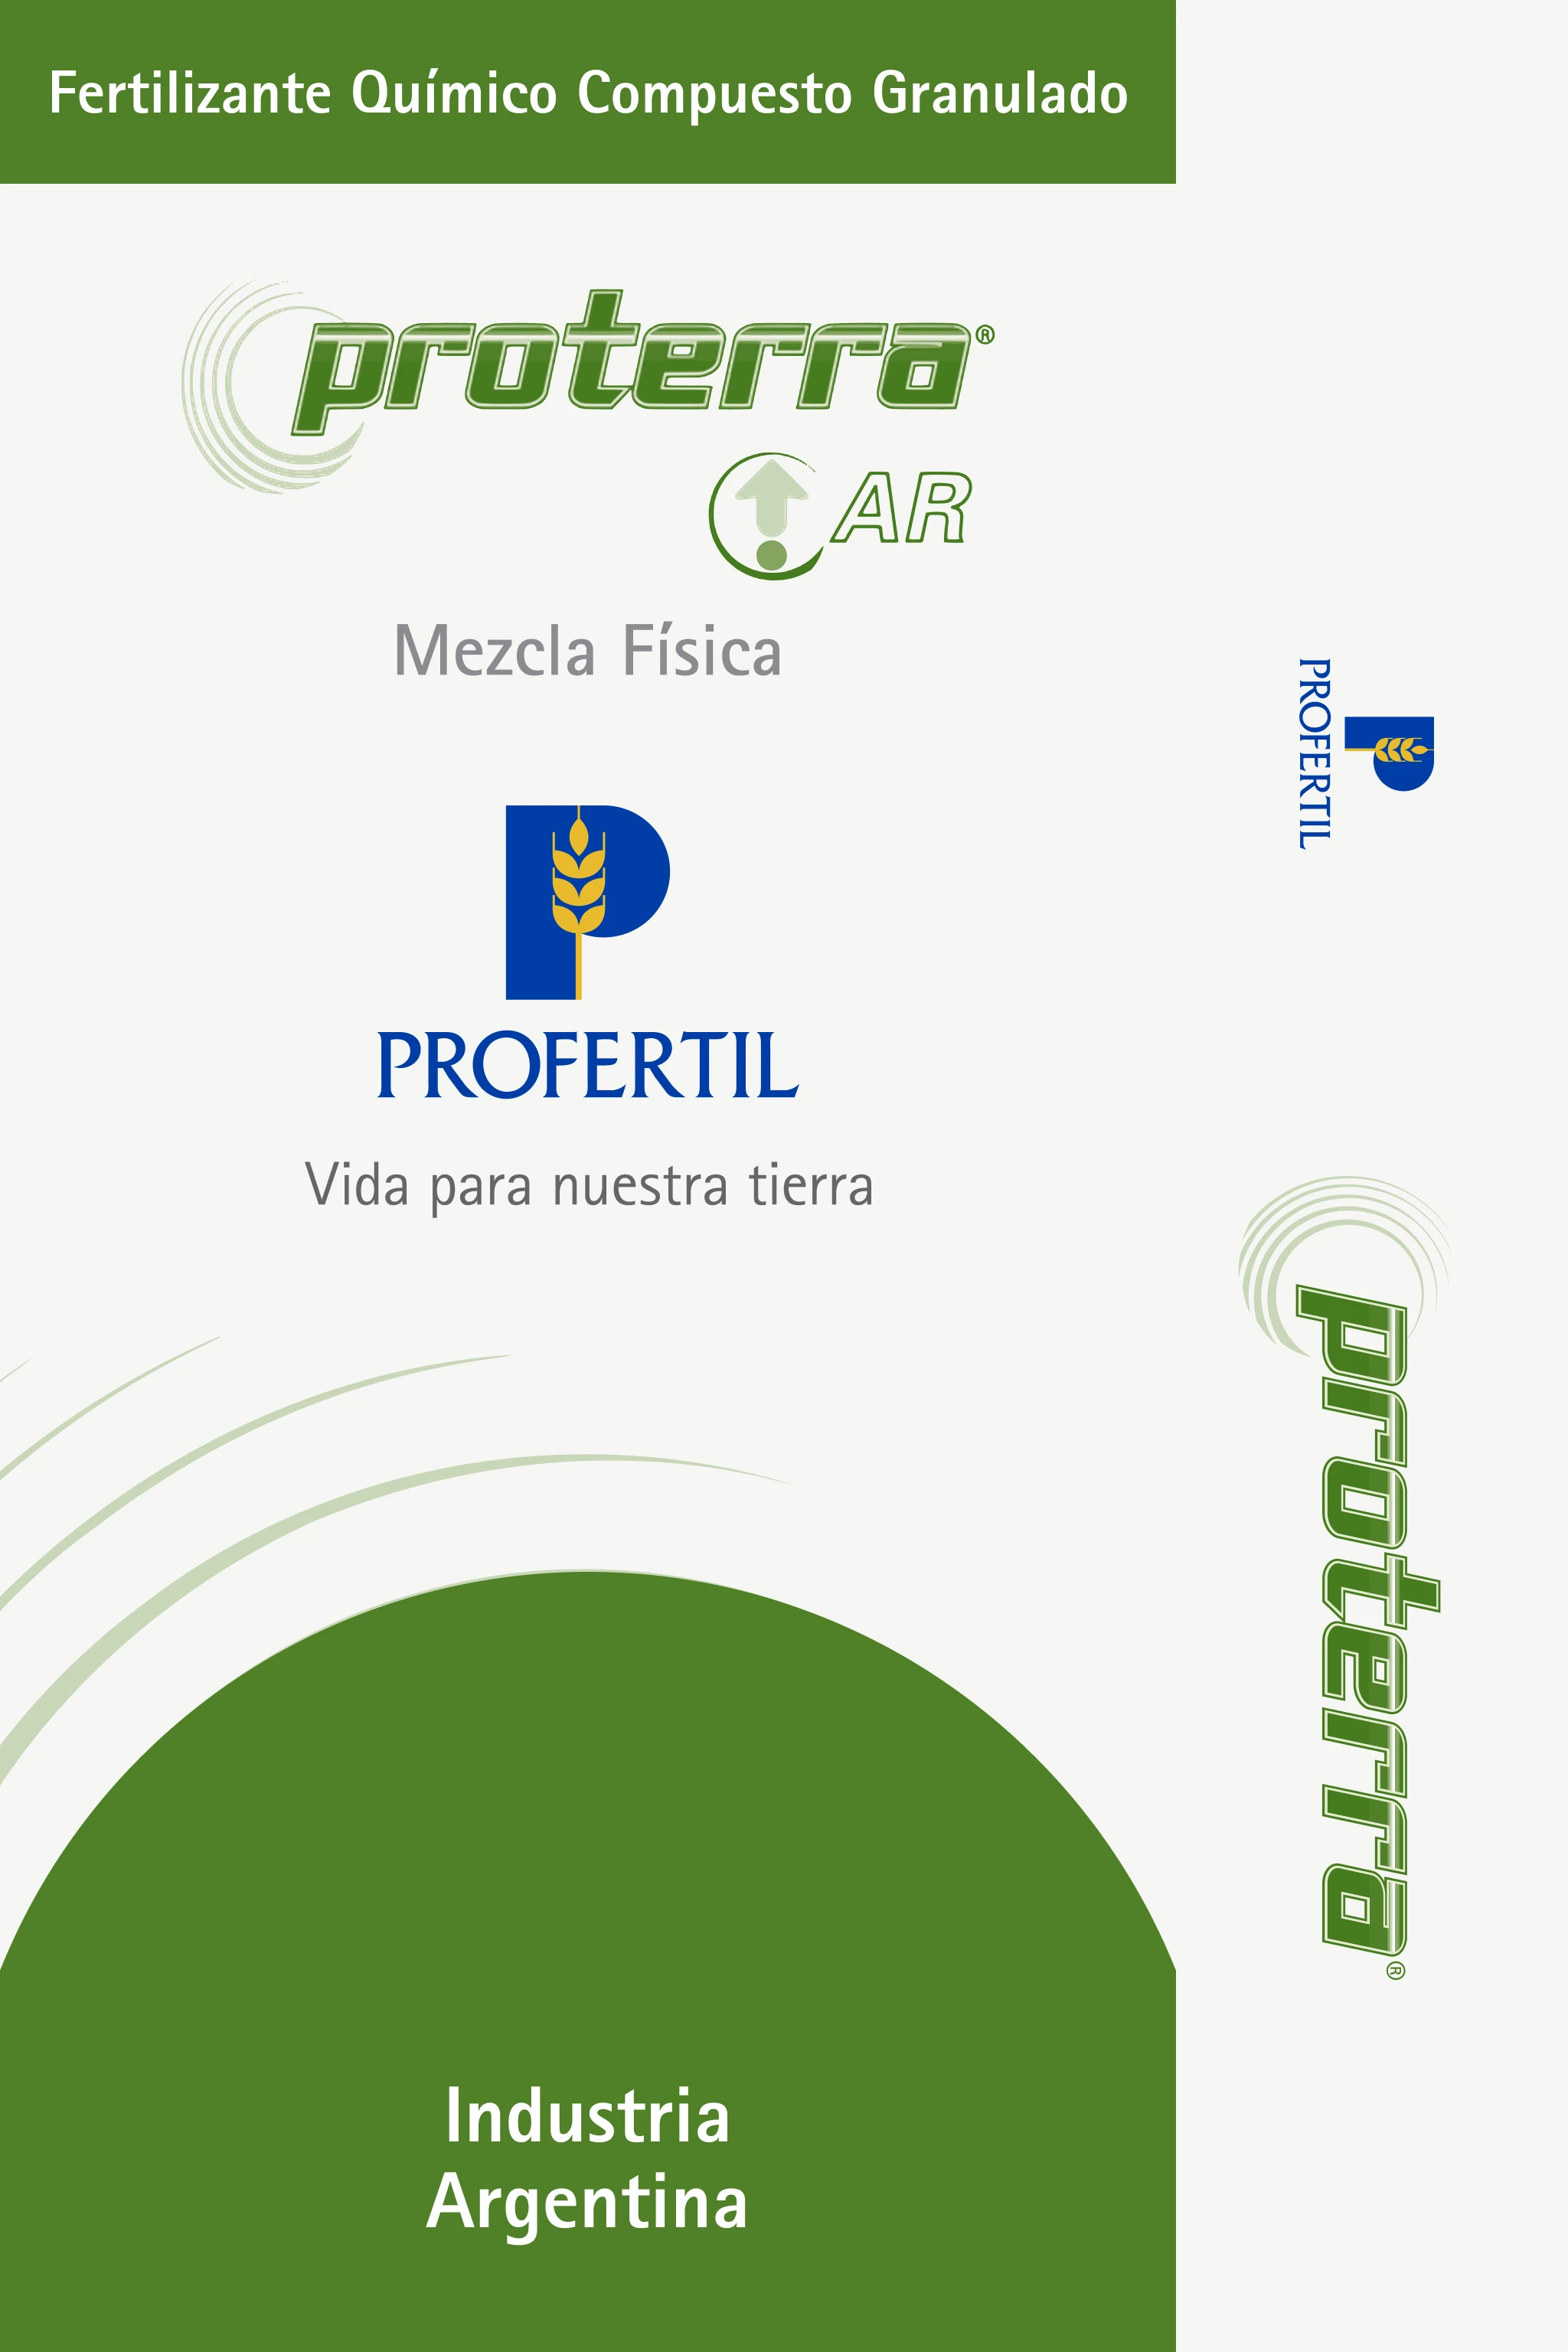 Fertilizante Químico Compuesto Granulado
proterra®
AR
Mezcla Física
PROFERTIL
Vida para nuestra tierra
Industria
Argentina
PROFERTIL
proterra®